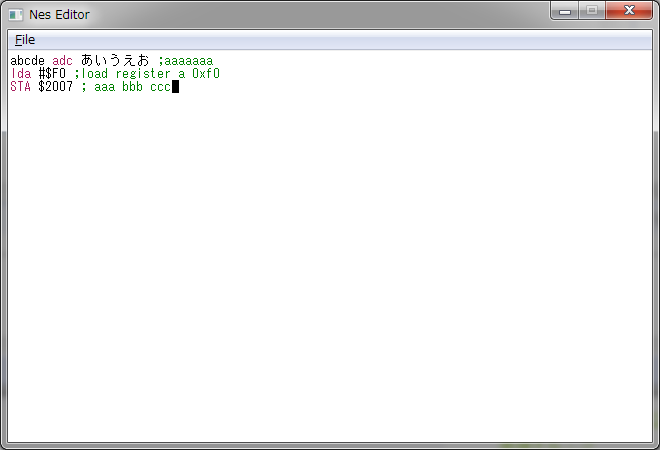 Nes Editor
File
abcde adc あいうえお ;aaaaaaa
lda #$F0 ;load register a 0xf0
STA $2007 ; aaa bbb ccc